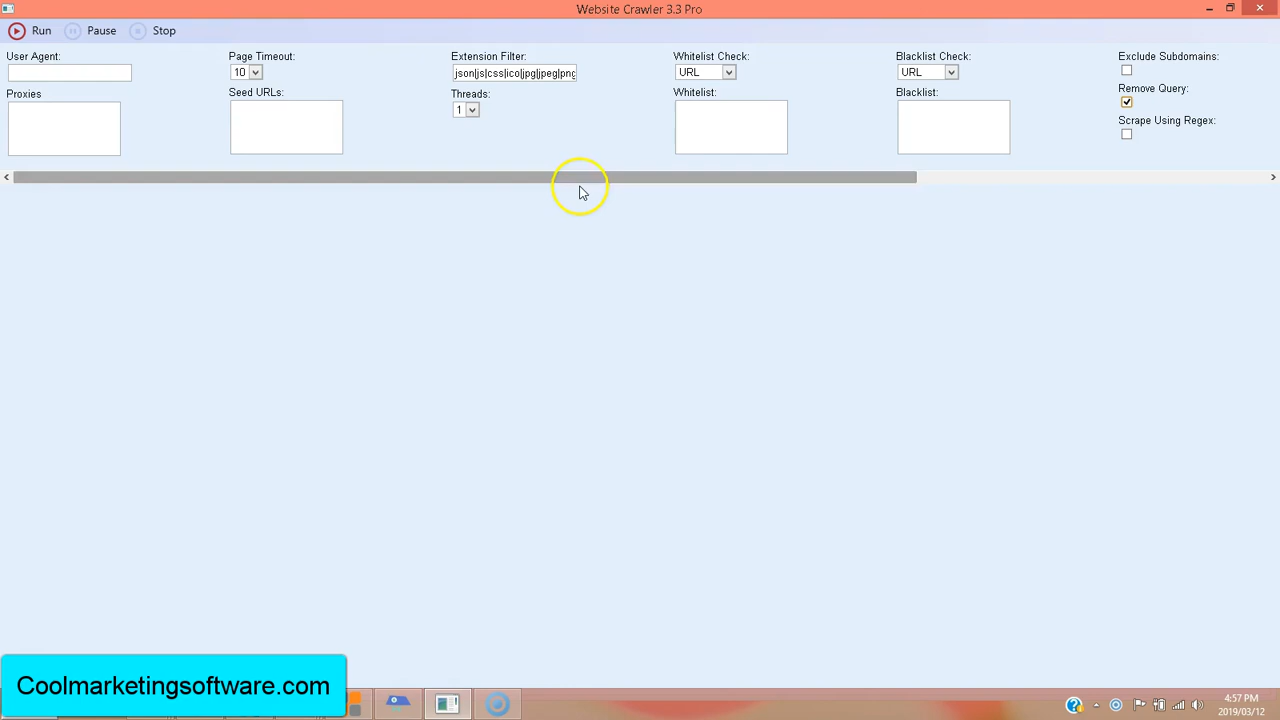 Website Crawler 3.3 Pro
Run Pause Stop
User Agent: Page Timeout: Extension Filter: Whitelist Check: Blacklist Check: Exclude Subdomains:
10 json|js|css|ico|jpg|jpeg|png URL URL
Proxies Seed URLs: Threads: Whitelist: Blacklist: Remove Query:
1
Scrape Using Regex:
Coolmarketingsoftware.com
4:57 PM
2019/03/12